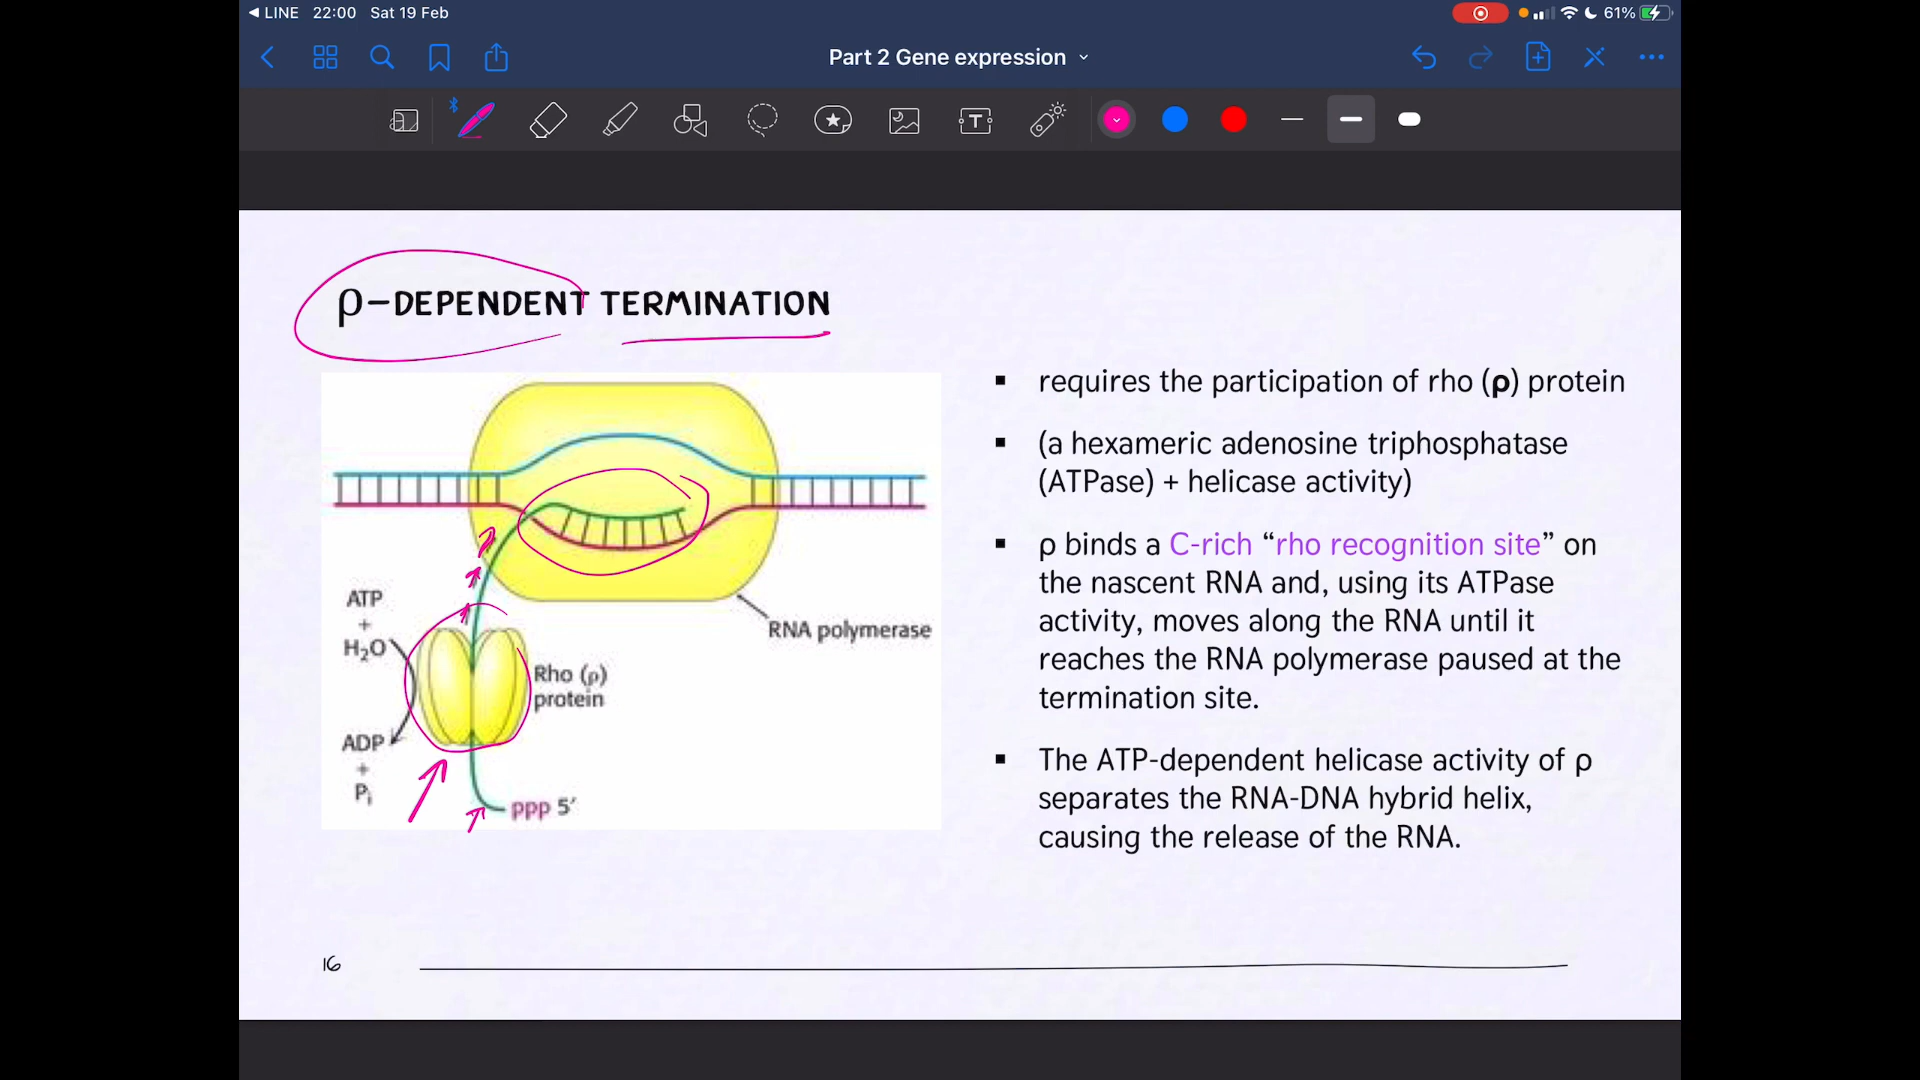 LINE 22:00 Sat 19 Feb
61%
Part 2 Gene expression
T
ρ-DEPENDENT TERMINATION
ATP
+
H₂O
ADP
+
Pᵢ
RNA polymerase
Rho (ρ)
protein
ppp 5′
▪ requires the participation of rho (ρ) protein
▪ (a hexameric adenosine triphosphatase
(ATPase) + helicase activity)
▪ ρ binds a C-rich “rho recognition site” on
the nascent RNA and, using its ATPase
activity, moves along the RNA until it
reaches the RNA polymerase paused at the
termination site.
▪ The ATP-dependent helicase activity of ρ
separates the RNA-DNA hybrid helix,
causing the release of the RNA.
16